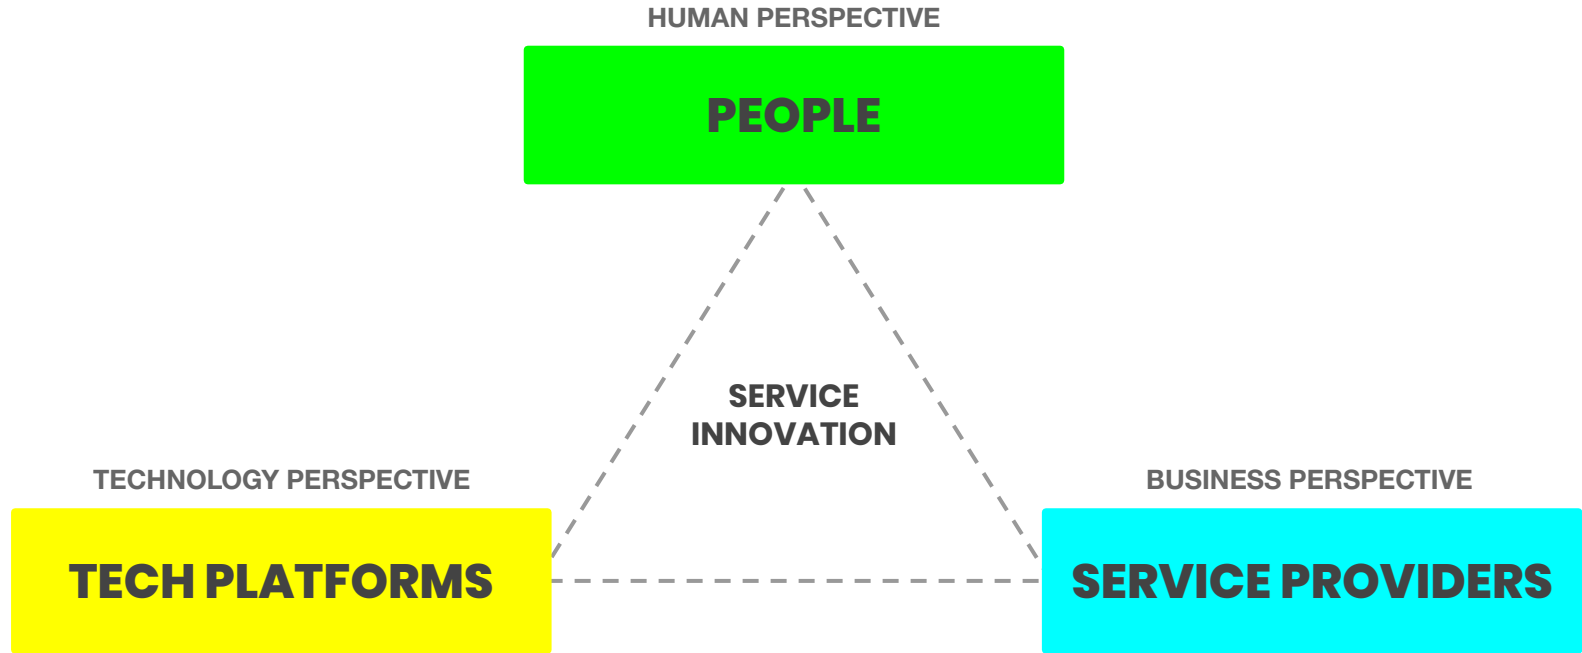 HUMAN PERSPECTIVE
PEOPLE
SERVICE
INNOVATION
TECHNOLOGY PERSPECTIVE
BUSINESS PERSPECTIVE
TECH PLATFORMS
SERVICE PROVIDERS